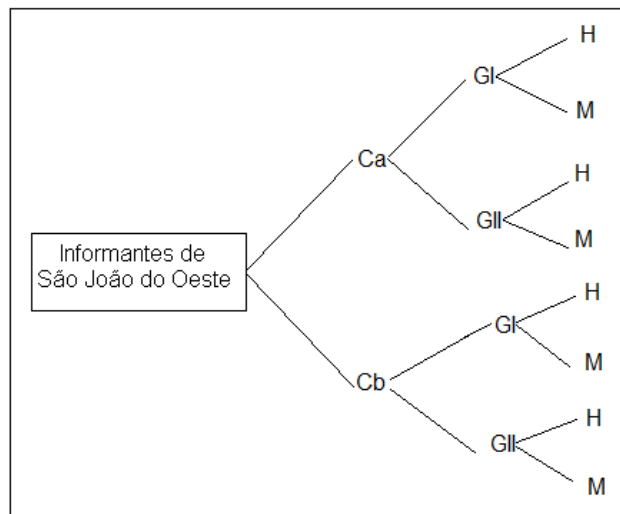 H
GI
M
Ca
H
GII
M
Informantes de
São João do Oeste
H
GI
M
Cb
H
GII
M